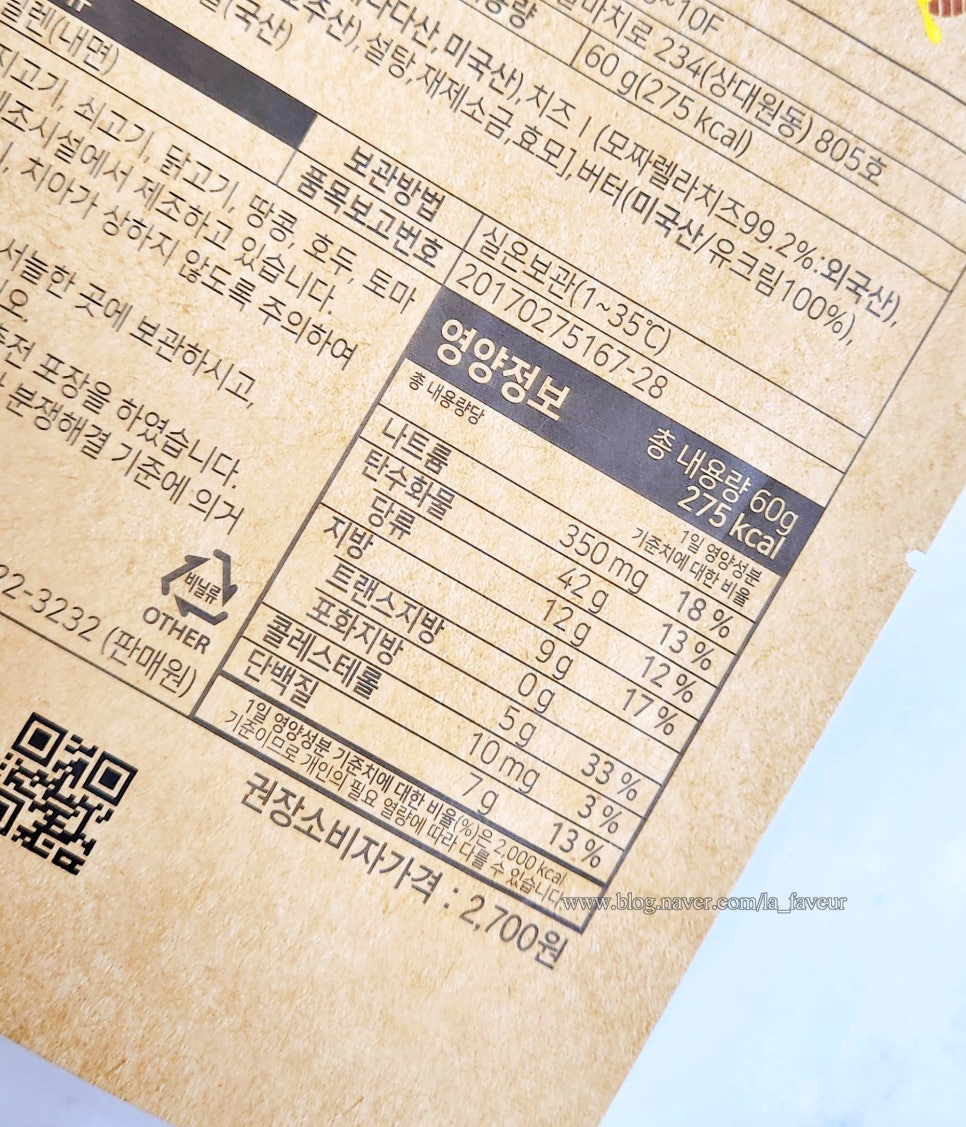 ~10F
마치로 234(상대원동) 805호
60 g(275 kcal)
미국산), 치즈Ⅰ(모짜렐라치즈99.2%:외국산),
설탕,재제소금,효모],버터(미국산/유크림100%),
(국산)
(내면)
보관방법
실온보관(1~35℃)
품목보고번호
20170275167-28
쇠고기, 닭고기, 땅콩, 호두, 토마
제조시설에서 제조하고 있습니다.
치아가 상하지 않도록 주의하여
서늘한 곳에 보관하시고,
포장을 하였습니다.
분쟁해결 기준에 의거
비닐류
OTHER
22-3232 (판매원)
영양정보
총 내용량 60g
275 kcal
총 내용량당
1일 영양성분
기준치에 대한 비율
나트륨 350 mg 18 %
탄수화물 42 g 13 %
당류 12 g 12 %
지방 9 g 17 %
트랜스지방 0 g
포화지방 5 g 33 %
콜레스테롤 10 mg 3 %
단백질 7 g 13 %
1일 영양성분 기준치에 대한 비율(%)은 2,000 kcal
기준이므로 개인의 필요 열량에 따라 다를 수 있습니다.
권장소비자가격 : 2,700원
www.blog.naver.com/la_faveur